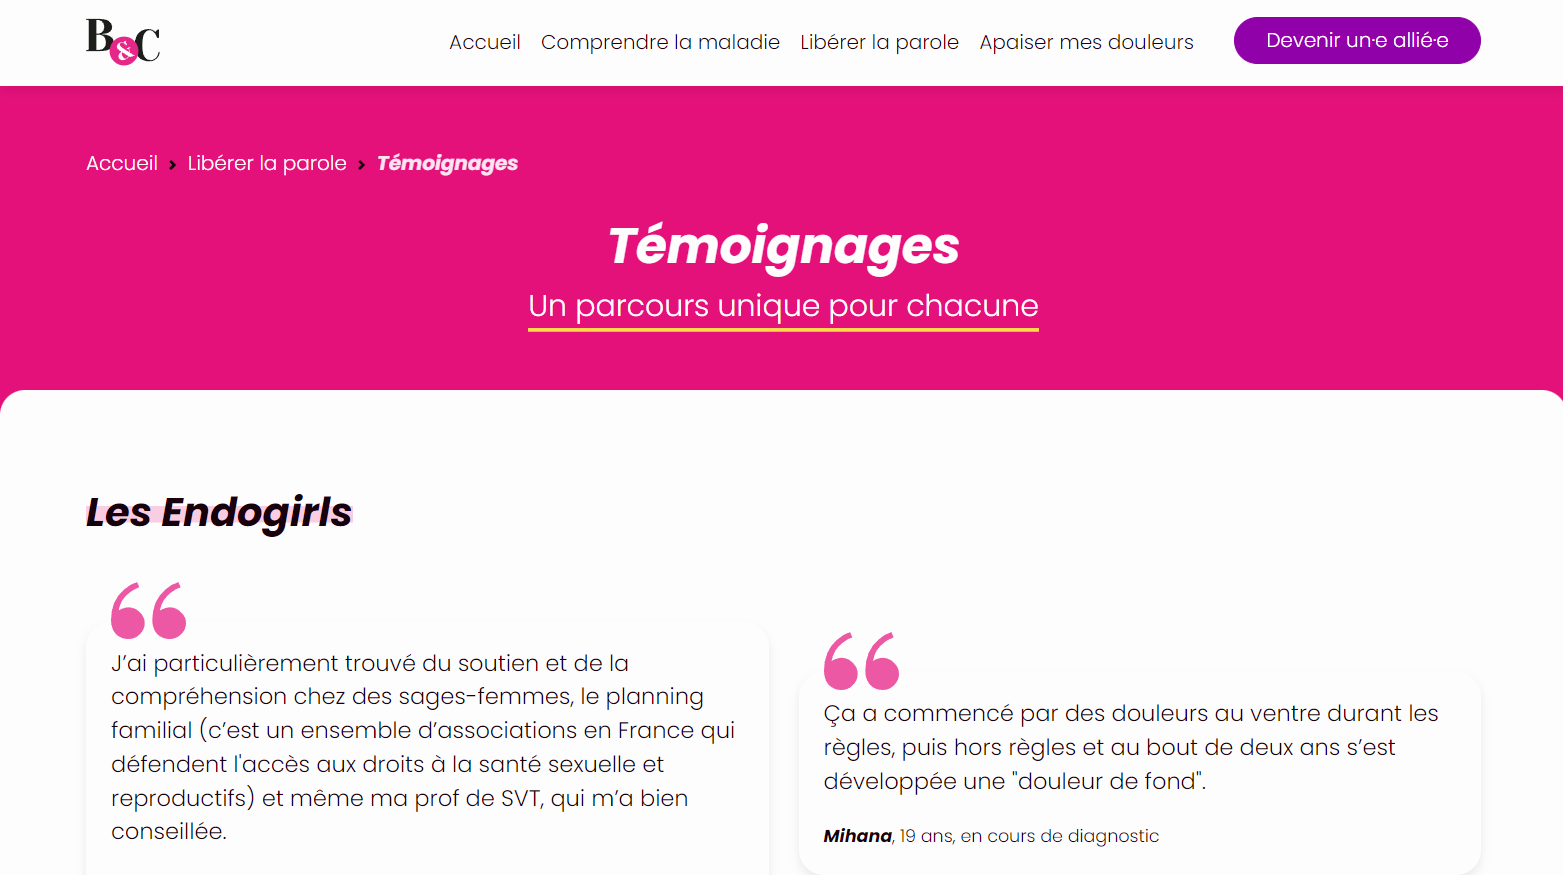 B&C
Accueil
Comprendre la maladie
Libérer la parole
Apaiser mes douleurs
Devenir un·e allié·e
Accueil › Libérer la parole › Témoignages
Témoignages
Un parcours unique pour chacune
Les Endogirls
“
J’ai particulièrement trouvé du soutien et de la
compréhension chez des sages-femmes, le planning
familial (c’est un ensemble d’associations en France qui
défendent l'accès aux droits à la santé sexuelle et
reproductifs) et même ma prof de SVT, qui m’a bien
conseillée.
“
Ça a commencé par des douleurs au ventre durant les
règles, puis hors règles et au bout de deux ans s’est
développée une "douleur de fond".
Mihana, 19 ans, en cours de diagnostic